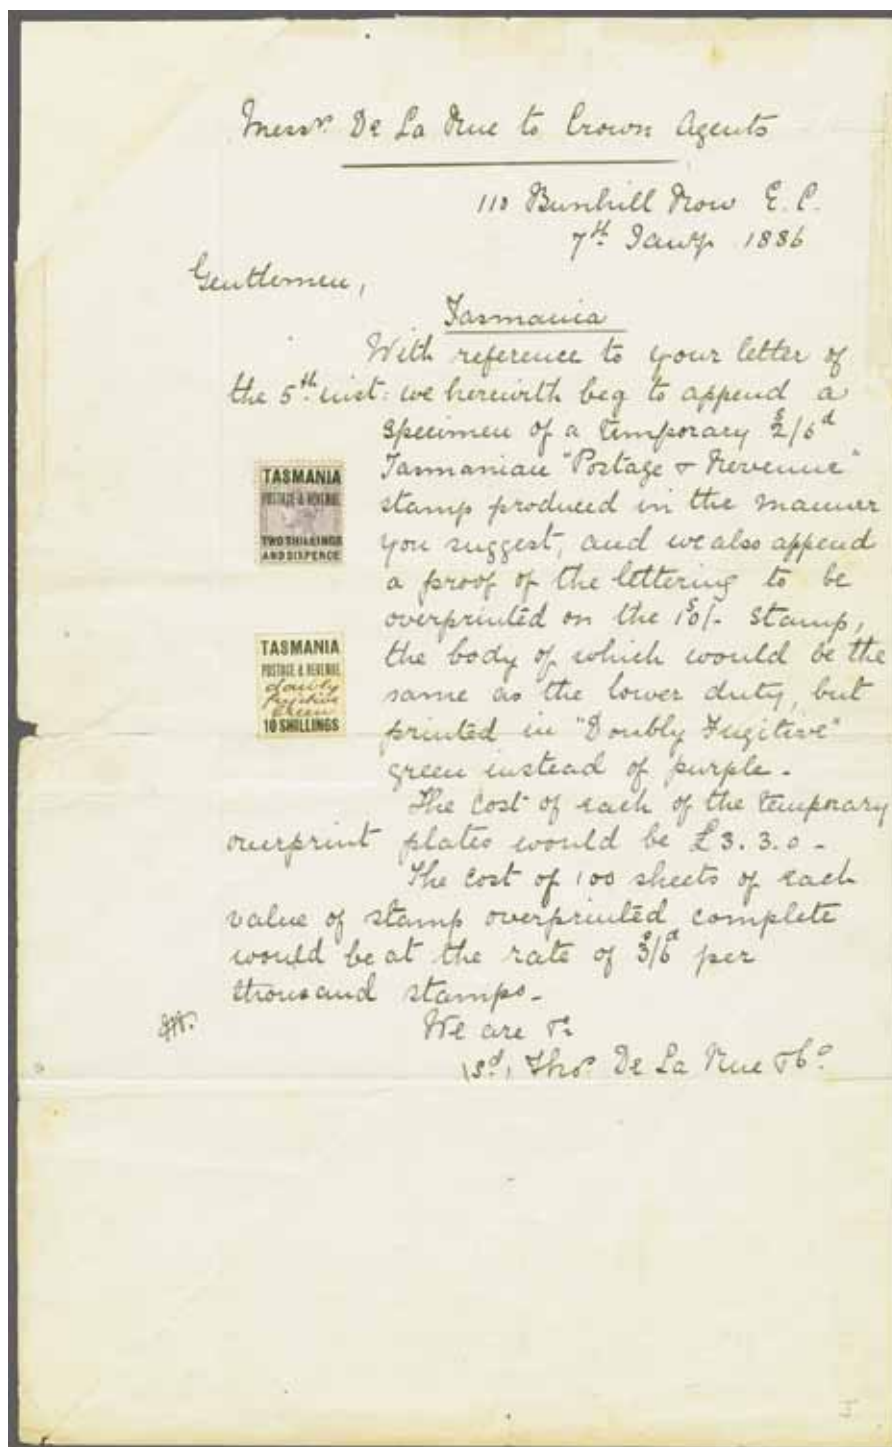 Messrs. De La Rue to Crown Agents
110 Bunhill Row E.C.
7th Jany. 1886
Gentlemen,
Tasmania
With reference to your letter of
the 5th inst: we herewith beg to append a
specimen of a temporary 2s/6d
Tasmanian "Postage & Revenue"
stamp produced in the manner
you suggest, and we also append
a proof of the lettering to be
overprinted on the 10s/- stamp,
the body of which would be the
same as the lower duty, but
printed in "Doubly Fugitive"
green instead of purple.
The cost of each of the temporary
overprint plates would be £3.3.0.
The cost of 100 sheets of each
value of stamp overprinted complete
would be at the rate of 3s/6d per
thousand stamps.
We are &c
(sd) Thos. De La Rue & Co.
TASMANIA
POSTAGE & REVENUE
TWO SHILLINGS
AND SIXPENCE
TASMANIA
POSTAGE & REVENUE
doubly
fugitive
green
10 SHILLINGS